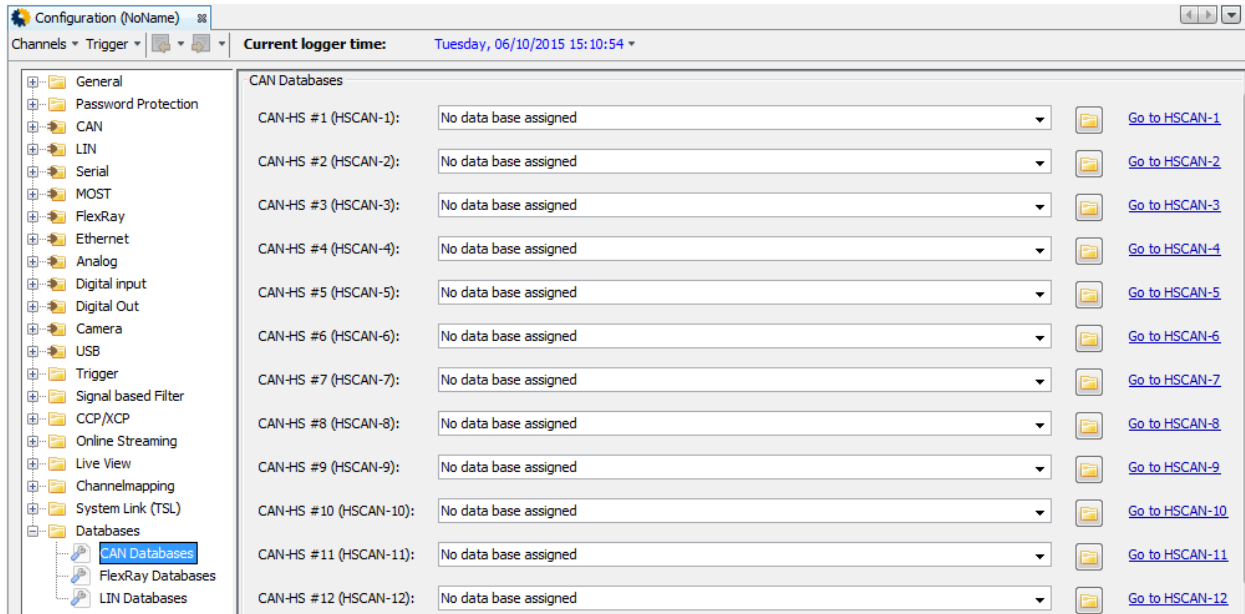 Configuration (NoName)
Channels Trigger Current logger time: Tuesday, 06/10/2015 15:10:54
General
Password Protection
CAN
LIN
Serial
MOST
FlexRay
Ethernet
Analog
Digital input
Digital Out
Camera
USB
Trigger
Signal based Filter
CCP/XCP
Online Streaming
Live View
Channelmapping
System Link (TSL)
Databases
CAN Databases
FlexRay Databases
LIN Databases
CAN Databases
CAN-HS #1 (HSCAN-1): No data base assigned Go to HSCAN-1
CAN-HS #2 (HSCAN-2): No data base assigned Go to HSCAN-2
CAN-HS #3 (HSCAN-3): No data base assigned Go to HSCAN-3
CAN-HS #4 (HSCAN-4): No data base assigned Go to HSCAN-4
CAN-HS #5 (HSCAN-5): No data base assigned Go to HSCAN-5
CAN-HS #6 (HSCAN-6): No data base assigned Go to HSCAN-6
CAN-HS #7 (HSCAN-7): No data base assigned Go to HSCAN-7
CAN-HS #8 (HSCAN-8): No data base assigned Go to HSCAN-8
CAN-HS #9 (HSCAN-9): No data base assigned Go to HSCAN-9
CAN-HS #10 (HSCAN-10): No data base assigned Go to HSCAN-10
CAN-HS #11 (HSCAN-11): No data base assigned Go to HSCAN-11
CAN-HS #12 (HSCAN-12): No data base assigned Go to HSCAN-12